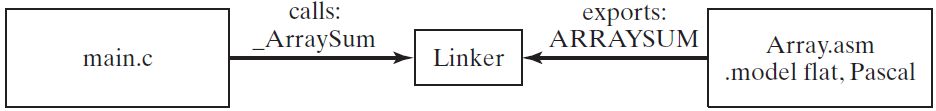 main.c
calls:
_ArraySum
Linker
exports:
ARRAYSUM
Array.asm
.model flat, Pascal